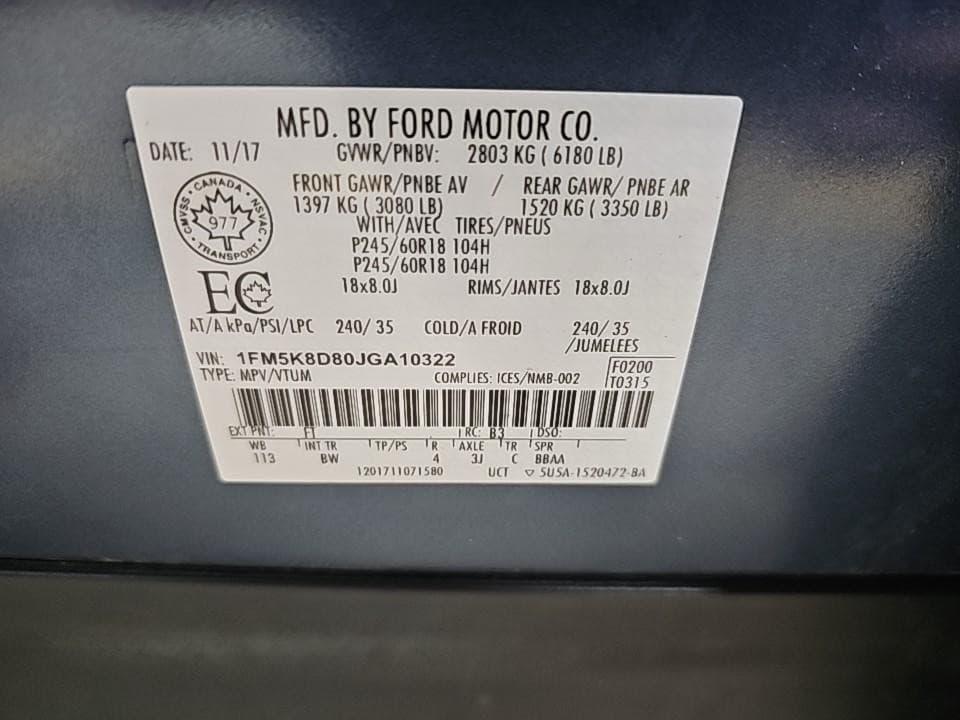 MFD. BY FORD MOTOR CO.
DATE: 11/17 GVWR/PNBV: 2803 KG ( 6180 LB)
FRONT GAWR/PNBE AV / REAR GAWR/ PNBE AR
1397 KG ( 3080 LB) 1520 KG ( 3350 LB)
WITH/AVEC TIRES/PNEUS
P245/60R18 104H
P245/60R18 104H
18x8.0J RIMS/JANTES 18x8.0J
CANADA
CMVSS NSVAC
977
TRANSPORT
EC
AT/A kPa/PSI/LPC 240/ 35 COLD/A FROID 240/ 35
/JUMELEES
VIN: 1FM5K8D80JGA10322 F0200
TYPE: MPV/VTUM COMPLIES: ICES/NMB-002 T0315
EXT PNT: FT RC: B3 DSO:
WB INT TR TP/PS R AXLE TR SPR
113 BW 4 3J C BBAA
1201711071580 UCT ▽ 5U5A-1520472-BA